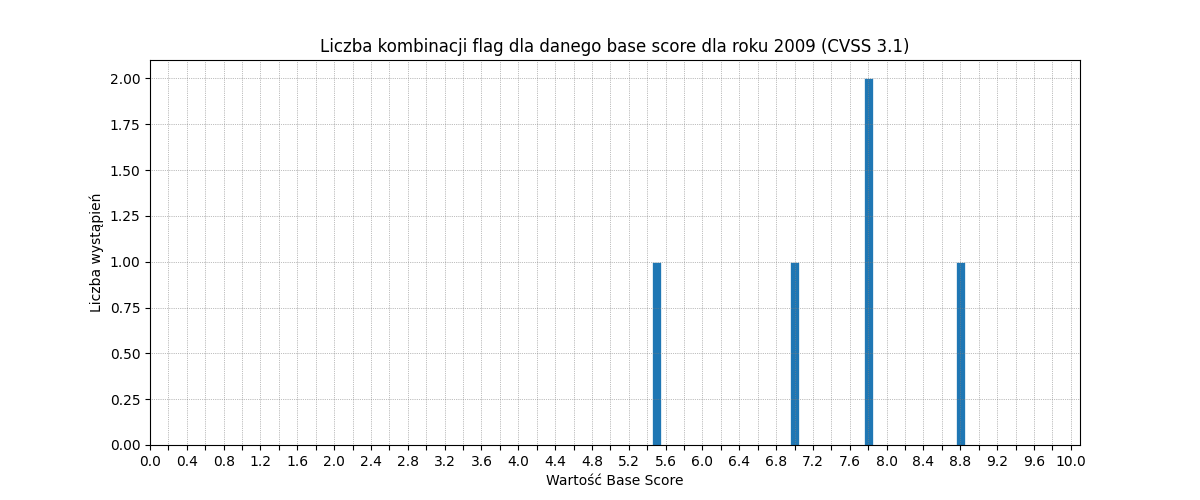 Liczba kombinacji flag dla danego base score dla roku 2009 (CVSS 3.1)
Liczba wystąpień
2.00
1.75
1.50
1.25
1.00
0.75
0.50
0.25
0.00
0.0 0.4 0.8 1.2 1.6 2.0 2.4 2.8 3.2 3.6 4.0 4.4 4.8 5.2 5.6 6.0 6.4 6.8 7.2 7.6 8.0 8.4 8.8 9.2 9.6 10.0
Wartość Base Score